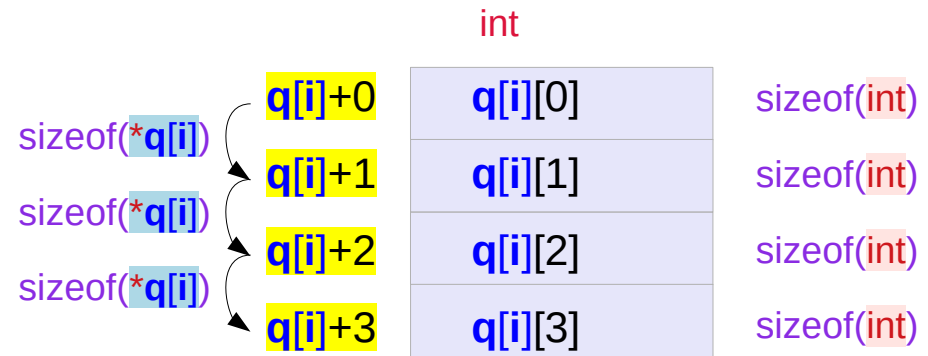 int
q[i]+0 q[i][0] sizeof(int)
sizeof(*q[i])
q[i]+1 q[i][1] sizeof(int)
sizeof(*q[i])
q[i]+2 q[i][2] sizeof(int)
sizeof(*q[i])
q[i]+3 q[i][3] sizeof(int)